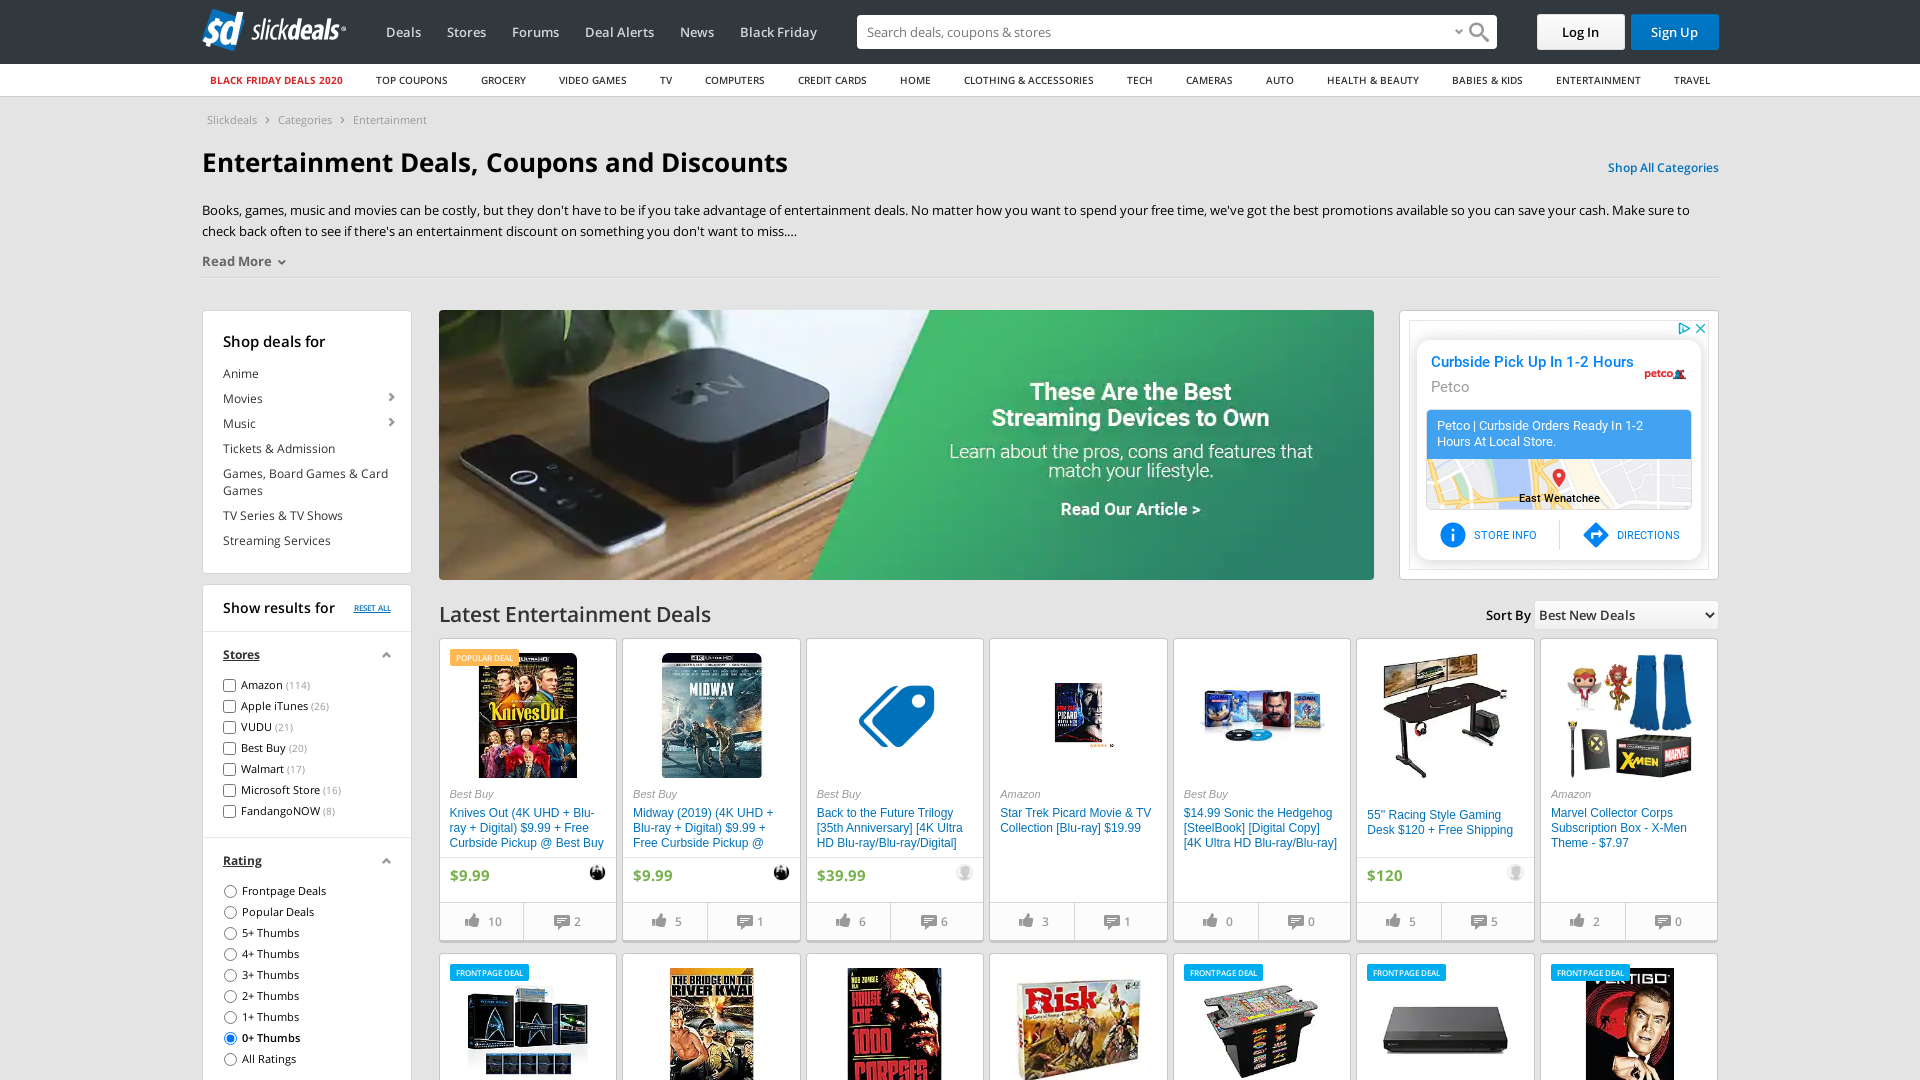 slickdeals
Deals
Stores
Forums
Deal Alerts
News
Black Friday
Search deals, coupons & stores
Log In
Sign Up
BLACK FRIDAY DEALS 2020
TOP COUPONS
GROCERY
VIDEO GAMES
TV
COMPUTERS
CREDIT CARDS
HOME
CLOTHING & ACCESSORIES
TECH
CAMERAS
AUTO
HEALTH & BEAUTY
BABIES & KIDS
ENTERTAINMENT
TRAVEL
Slickdeals
Categories
Entertainment
Entertainment Deals, Coupons and Discounts
Shop All Categories
Books, games, music and movies can be costly, but they don't have to be if you take advantage of entertainment deals. No matter how you want to spend your free time, we've got the best promotions available so you can save your cash. Make sure to
check back often to see if there's an entertainment discount on something you don't want to miss....
Read More
Shop deals for
Anime
Movies
Music
Tickets & Admission
Games, Board Games & Card
Games
TV Series & TV Shows
Streaming Services
tv
These Are the Best
Streaming Devices to Own
Learn about the pros, cons and features that
match your lifestyle.
Read Our Article >
Curbside Pick Up In 1-2 Hours
Petco
petco
Petco | Curbside Orders Ready In 1-2
Hours At Local Store.
East Wenatchee
STORE INFO
DIRECTIONS
Show results for
RESET ALL
Stores
Amazon (114)
Apple iTunes (26)
VUDU (21)
Best Buy (20)
Walmart (17)
Microsoft Store (16)
FandangoNOW (8)
Rating
Frontpage Deals
Popular Deals
5+ Thumbs
4+ Thumbs
3+ Thumbs
2+ Thumbs
1+ Thumbs
0+ Thumbs
All Ratings
Latest Entertainment Deals
Sort By
Best New Deals
POPULAR DEAL
Knives Out
Best Buy
Knives Out (4K UHD + Blu-
ray + Digital) $9.99 + Free
Curbside Pickup @ Best Buy
$9.99
10
2
MIDWAY
Best Buy
Midway (2019) (4K UHD +
Blu-ray + Digital) $9.99 +
Free Curbside Pickup @
$9.99
5
1
Best Buy
Back to the Future Trilogy
[35th Anniversary] [4K Ultra
HD Blu-ray/Blu-ray/Digital]
$39.99
6
6
PICARD
Amazon
Star Trek Picard Movie & TV
Collection [Blu-ray] $19.99
3
1
Best Buy
$14.99 Sonic the Hedgehog
[SteelBook] [Digital Copy]
[4K Ultra HD Blu-ray/Blu-ray]
0
0
55" Racing Style Gaming
Desk $120 + Free Shipping
$120
5
5
X-MEN
MARVEL
Amazon
Marvel Collector Corps
Subscription Box - X-Men
Theme - $7.97
2
0
FRONTPAGE DEAL
THE BRIDGE ON THE
RIVER KWAI
ROB ZOMBIE
HOUSE
OF
1000
CORPSES
Risk
FRONTPAGE DEAL
FRONTPAGE DEAL
FRONTPAGE DEAL
VERTIGO